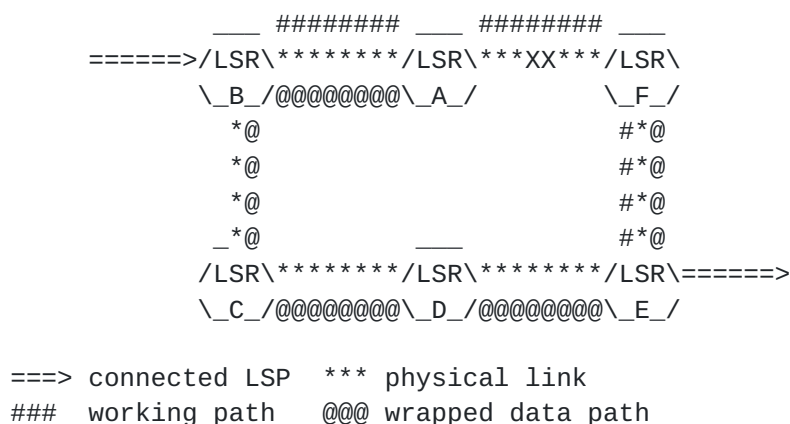 ___ ######## ___ ######## ___
       ======>/LSR\********/LSR\***XX***/LSR\
              \_B_/@@@@@@@@\_A_/        \_F_/
                *@                       #*@
                *@                       #*@
                *@                       #*@
               _*@          ___          #*@
              /LSR\********/LSR\********/LSR\======>
              \_C_/@@@@@@@@\_D_/@@@@@@@@\_E_/
===> connected LSP  *** physical link
###  working path   @@@ wrapped data path